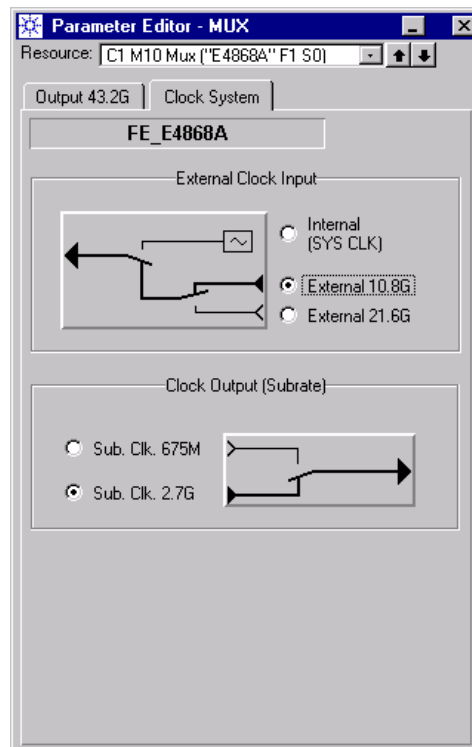 Parameter Editor - MUX
Resource: C1 M10 Mux ("E4868A" F1 S0)
Output 43.2G Clock System
FE_E4868A
External Clock Input
Internal
(SYS CLK)
External 10.8G
External 21.6G
Clock Output (Subrate)
Sub. Clk. 675M
Sub. Clk. 2.7G